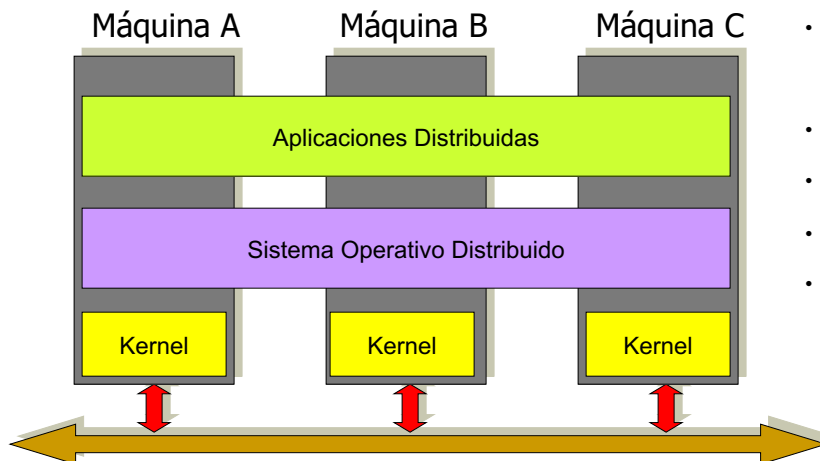 Máquina A Máquina B Máquina C
Aplicaciones Distribuidas
Sistema Operativo Distribuido
Kernel Kernel Kernel